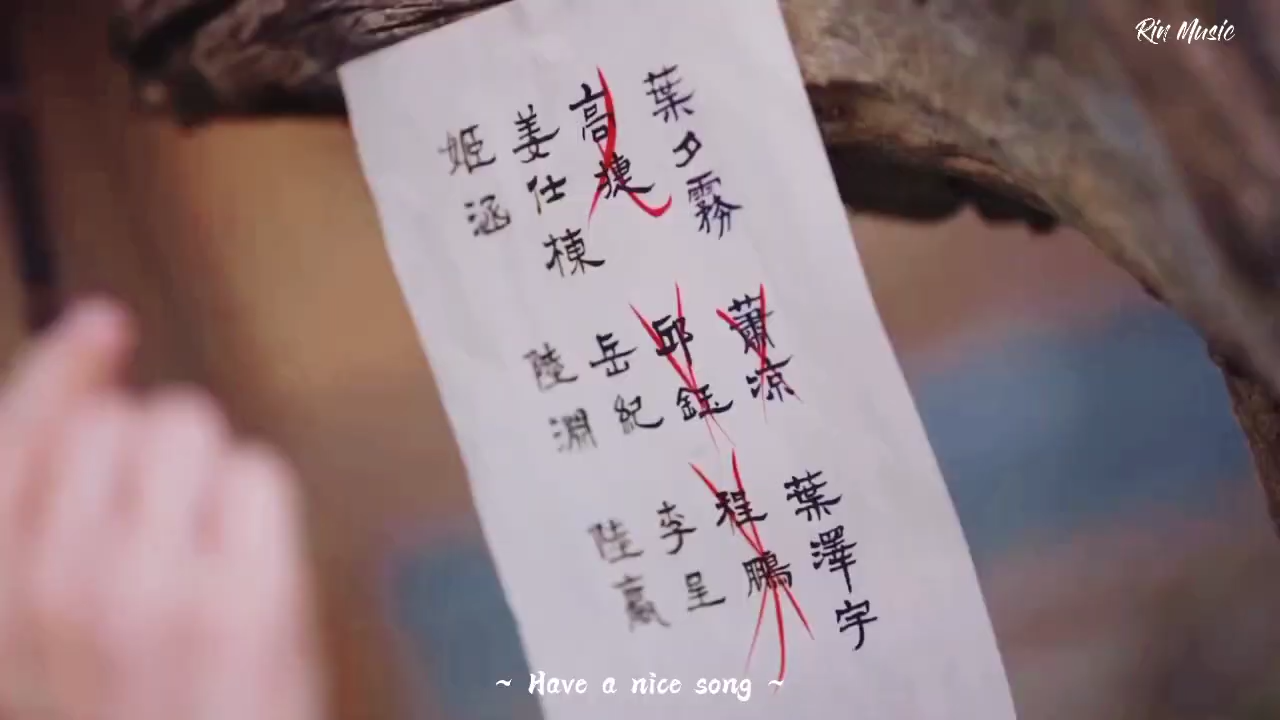 Rin Music
葉夕霧
高捷
姜仕棟
姬涵
蕭凉
邱鈺
岳紀
陸淵
葉澤宇
程鵬
李呈
陸贏
~ Have a nice song ~